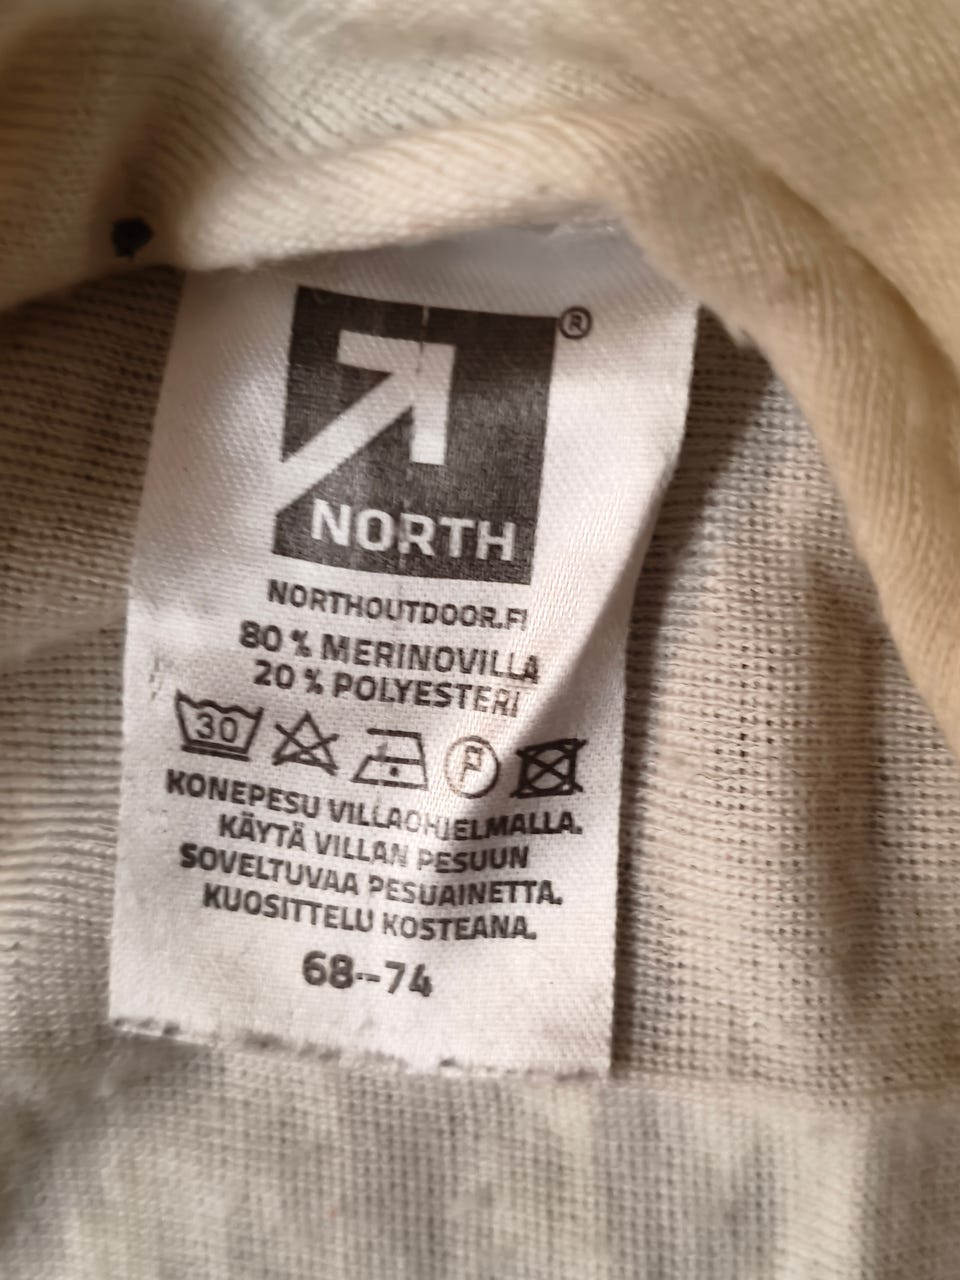 ®
NORTH
NORTHOUTDOOR.FI
80 % MERINOVILLA
20 % POLYESTERI
30 P
KONEPESU VILLAOHJELMALLA.
KÄYTÄ VILLAN PESUUN
SOVELTUVAA PESUAINETTA.
KUOSITTELU KOSTEANA.
68--74